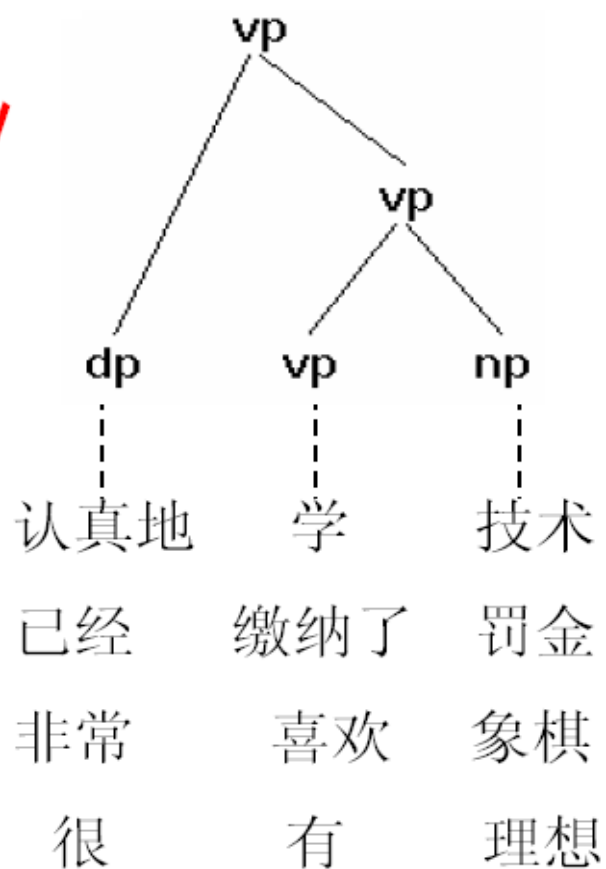 vp
vp
dp vp np
认真地 学 技术
已经 缴纳了 罚金
非常 喜欢 象棋
很 有 理想